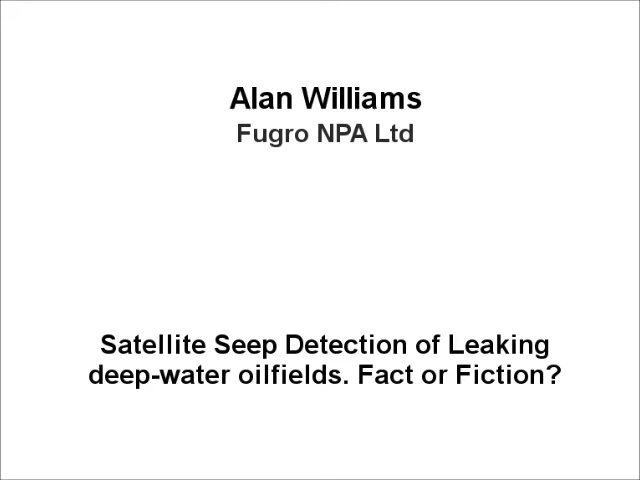 Alan Williams
Fugro NPA Ltd
Satellite Seep Detection of Leaking
deep-water oilfields. Fact or Fiction?